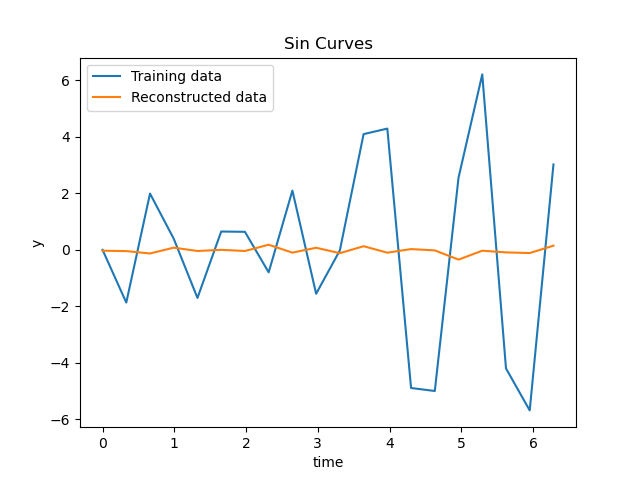 Sin Curves
Training data
Reconstructed data
6
4
2
0
−2
−4
−6
y
0 1 2 3 4 5 6
time